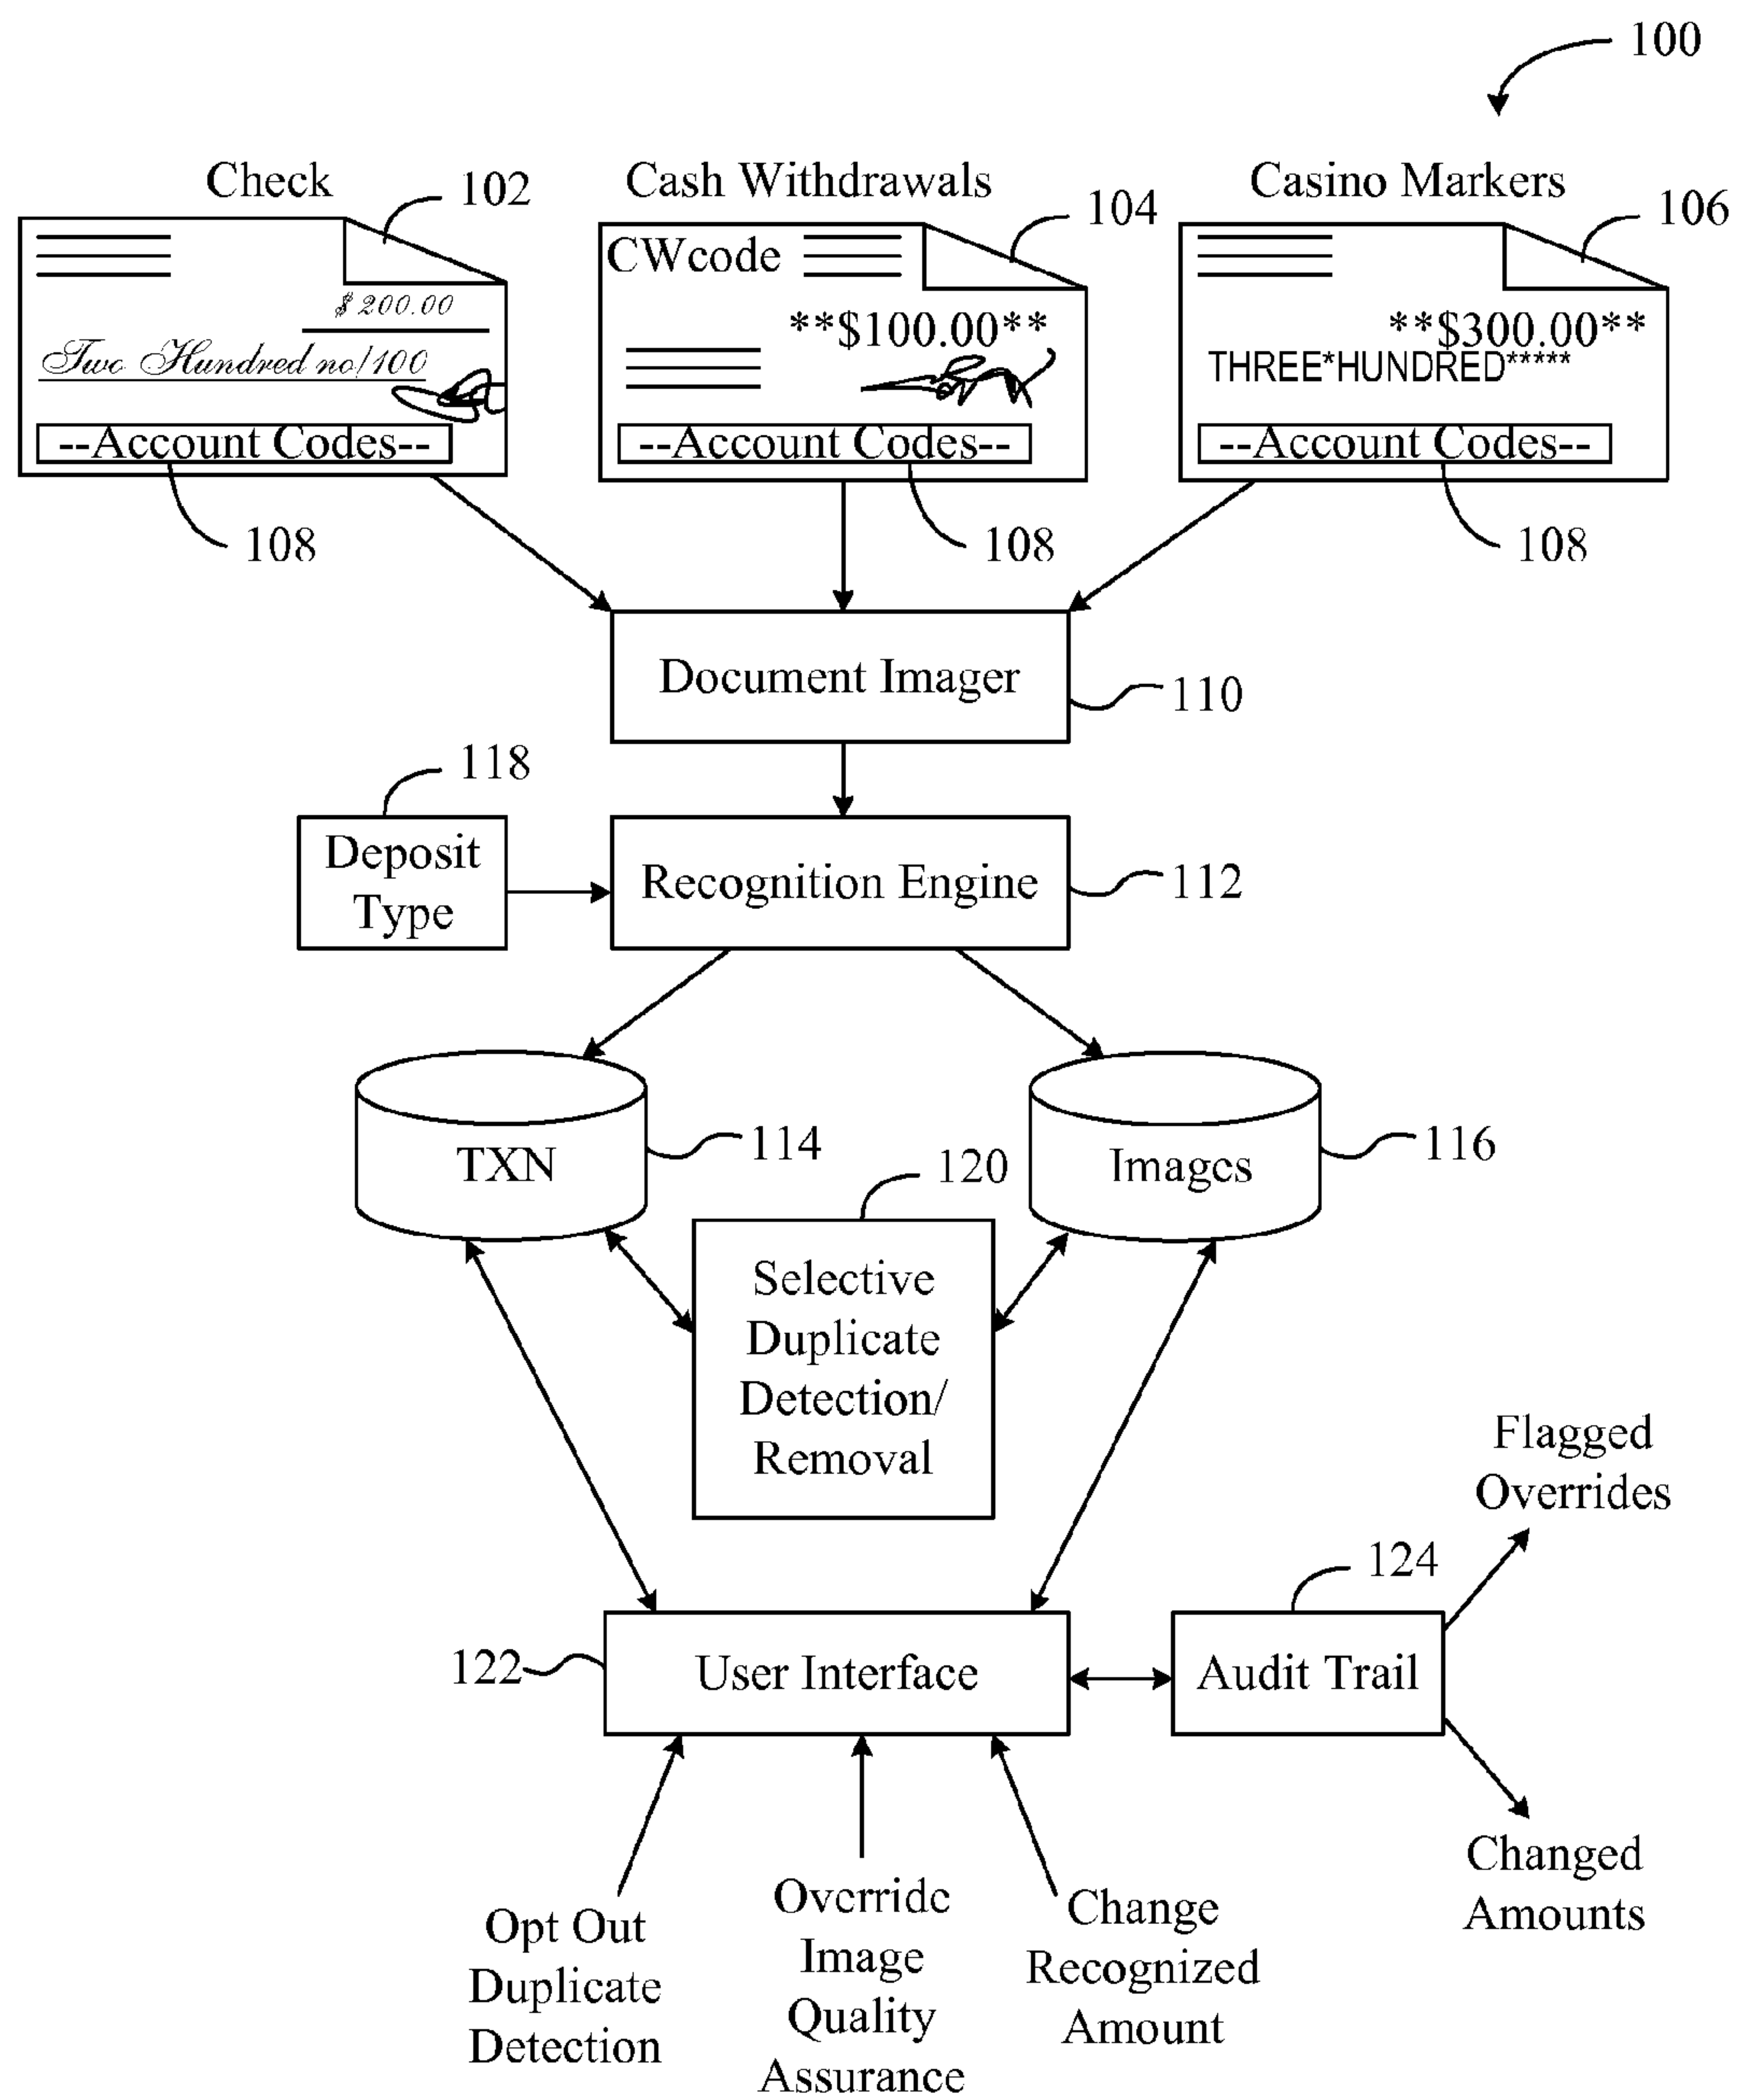 100
Check
102
Cash Withdrawals
104
Casino Markers
106
$200.00
Two Hundred no/100
--Account Codes--
108
CWcode
**$100.00**
--Account Codes--
108
**$300.00**
THREE*HUNDRED*****
--Account Codes--
108
Document Imager
110
118
Deposit
Type
Recognition Engine
112
TXN
114
Images
116
120
Selective
Duplicate
Detection/
Removal
Flagged
Overrides
124
122
User Interface
Audit Trail
Changed
Amounts
Opt Out
Duplicate
Detection
Override
Image
Quality
Assurance
Change
Recognized
Amount